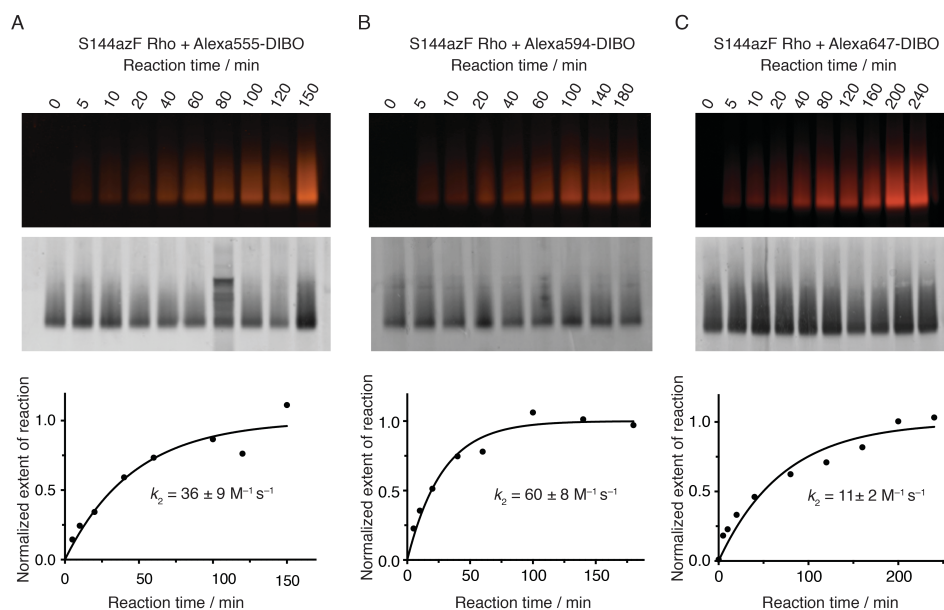 A
S144azF Rho + Alexa555-DIBO
Reaction time / min
0 5 10 20 40 60 80 100 120 150
Normalized extent of reaction
1.0
0.5
0.0
k2 = 36 ± 9 M⁻¹ s⁻¹
0 50 100 150
Reaction time / min
B
S144azF Rho + Alexa594-DIBO
Reaction time / min
0 5 10 20 40 60 100 140 180
Normalized extent of reaction
1.0
0.5
0.0
k2 = 60 ± 8 M⁻¹ s⁻¹
0 50 100 150
Reaction time / min
C
S144azF Rho + Alexa647-DIBO
Reaction time / min
0 5 10 20 40 80 120 160 200 240
Normalized extent of reaction
1.0
0.5
0.0
k2 = 11± 2 M⁻¹ s⁻¹
0 100 200
Reaction time / min